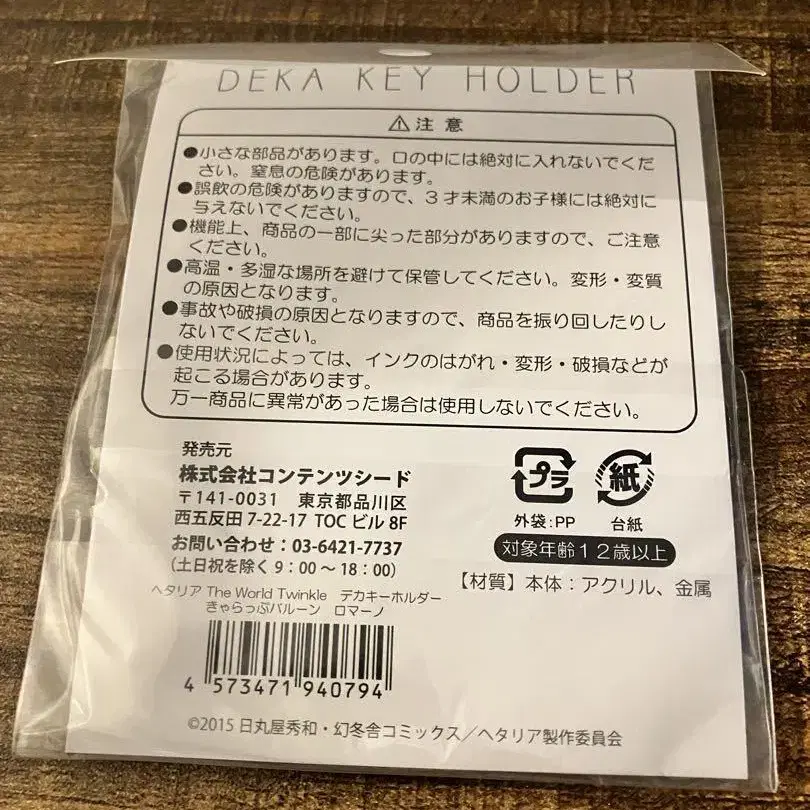 DEKA KEY HOLDER
⚠注意
●小さな部品があります。口の中には絶対に入れないでくだ
さい。窒息の危険があります。
●誤飲の危険がありますので、3才未満のお子様には絶対に
与えないでください。
●機能上、商品の一部に尖った部分がありますので、ご注意
ください。
●高温・多湿な場所を避けて保管してください。変形・変質
の原因となります。
●事故や破損の原因となりますので、商品を振り回したりし
ないでください。
●使用状況によっては、インクのはがれ・変形・破損などが
起こる場合があります。
万一商品に異常があった場合は使用しないでください。
発売元
株式会社コンテンツシード
〒141-0031 東京都品川区
西五反田 7-22-17 TOC ビル 8F
お問い合わせ：03-6421-7737
（土日祝を除く 9：00 ～ 18：00）
プラ
外袋：PP
紙
台紙
対象年齢12歳以上
【材質】本体：アクリル、金属
ヘタリア The World Twinkle デカキーホルダー
きゃらっぷバルーン ロマーノ
4 573471 940794
©2015 日丸屋秀和・幻冬舎コミックス／ヘタリア製作委員会